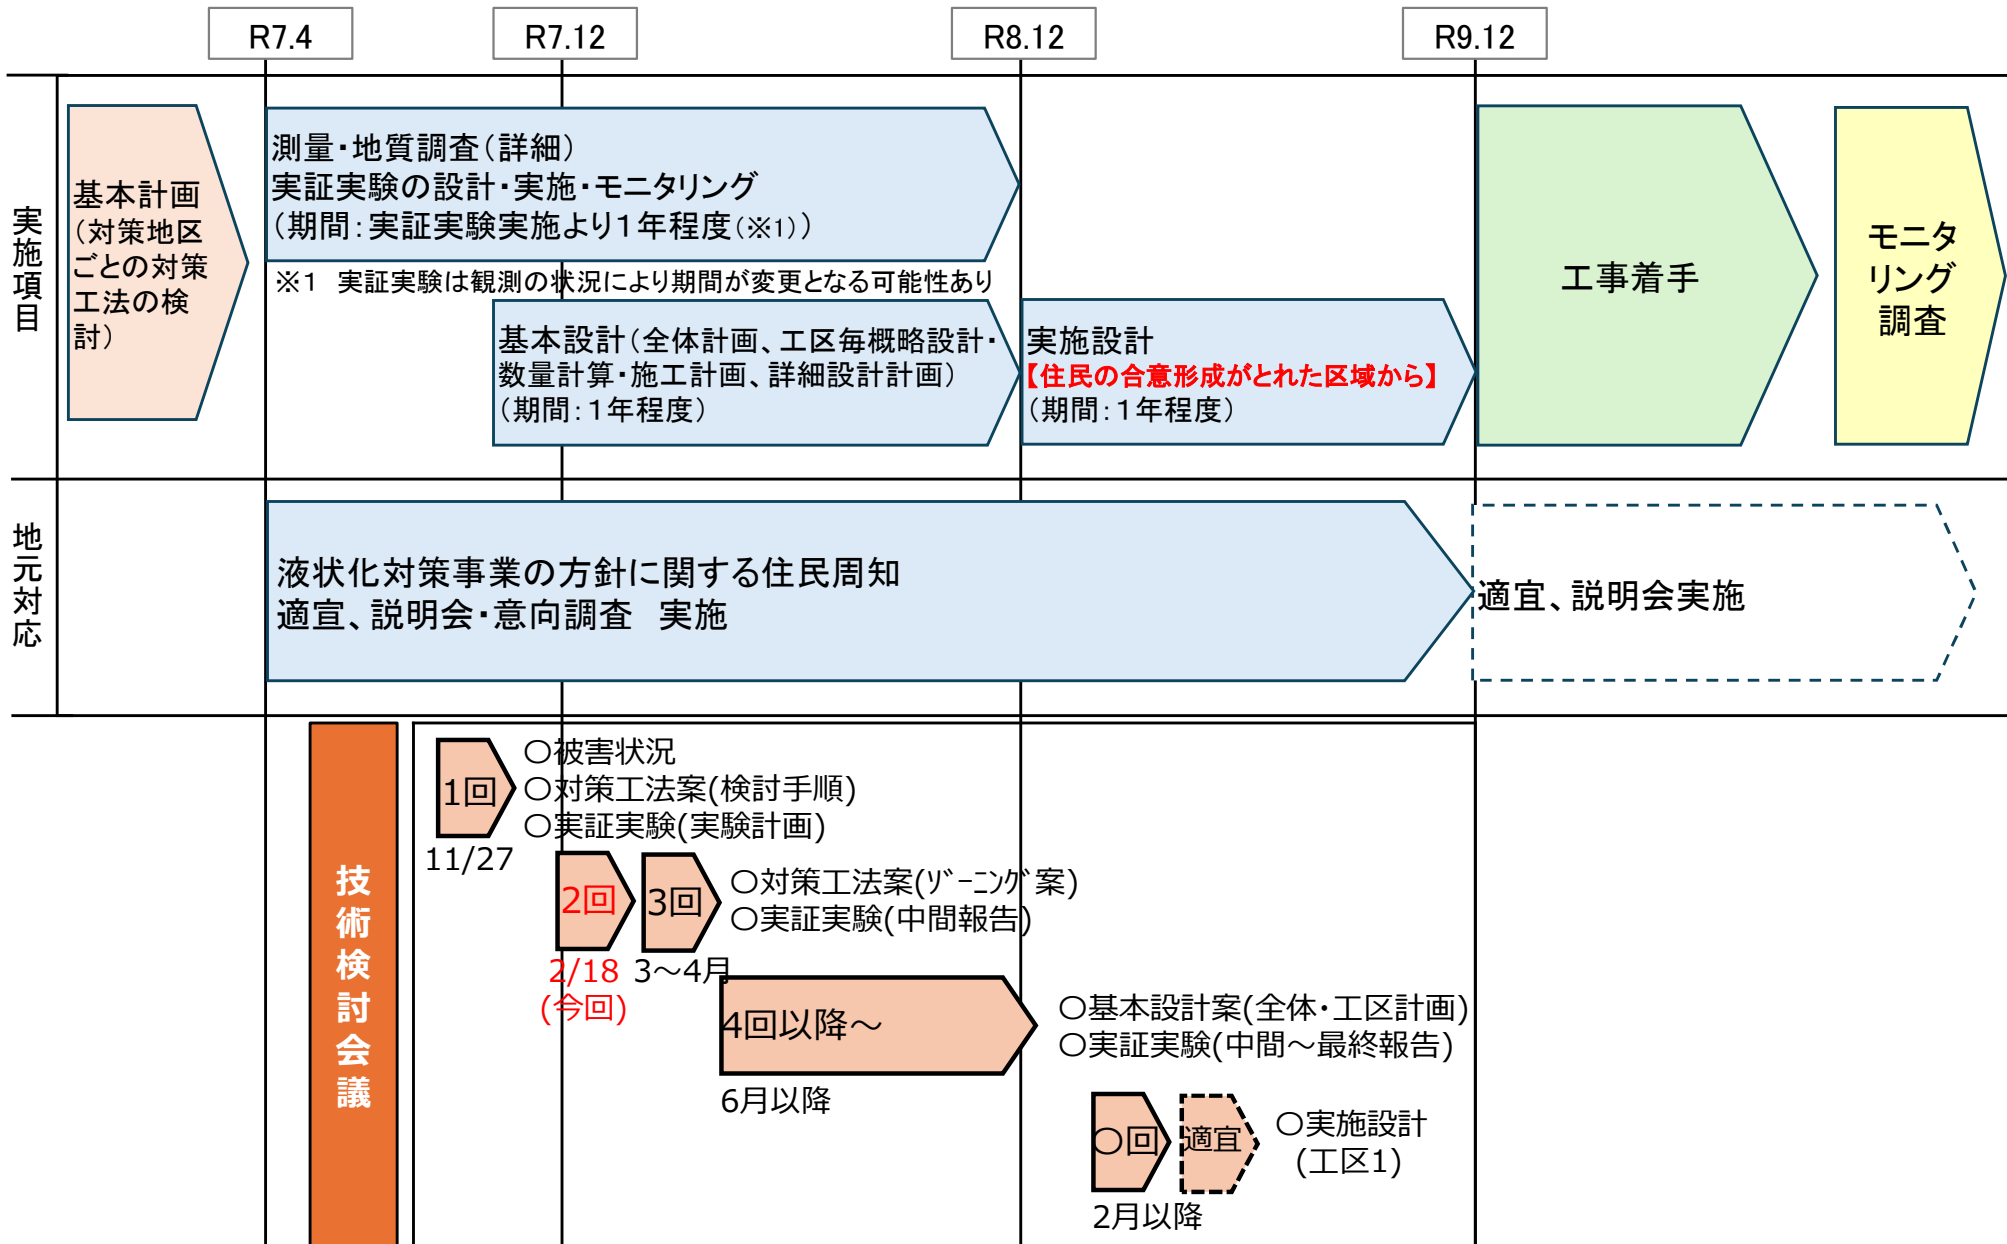 R7.4
R7.12
R8.12
R9.12
実施項目
基本計画
（対策地区
ごとの対策
工法の検
討）
測量・地質調査（詳細）
実証実験の設計・実施・モニタリング
（期間：実証実験実施より１年程度（※1））
※１　実証実験は観測の状況により期間が変更となる可能性あり
基本設計（全体計画、工区毎概略設計・
数量計算・施工計画、詳細設計計画）
（期間：１年程度）
実施設計
【住民の合意形成がとれた区域から】
（期間：１年程度）
工事着手
モニタ
リング
調査
地元対応
液状化対策事業の方針に関する住民周知
適宜、説明会・意向調査　実施
適宜、説明会実施
技術検討会議
1回
11/27
〇被害状況
〇対策工法案(検討手順)
〇実証実験(実験計画)
2回
2/18
(今回)
3回
3～4月
〇対策工法案(ｿﾞｰﾆﾝｸﾞ案)
〇実証実験(中間報告)
4回以降～
6月以降
〇基本設計案(全体・工区計画)
〇実証実験(中間～最終報告)
〇回
2月以降
適宜
〇実施設計
(工区1)